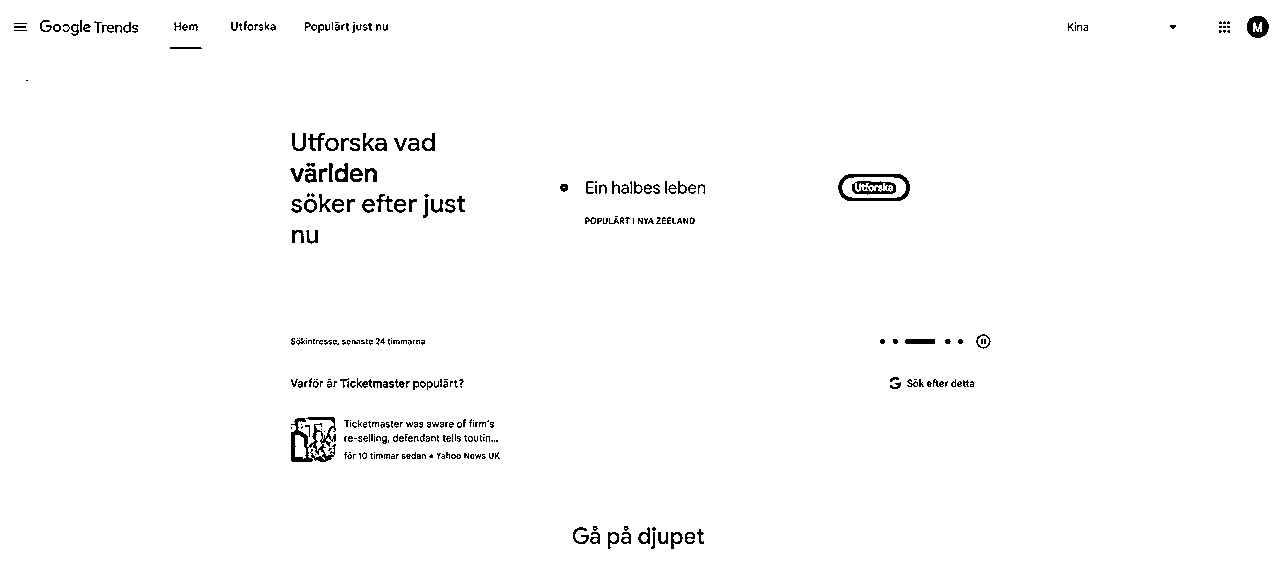 Google Trends
Hem
Utforska
Populärt just nu
Kina
M
Utforska vad
världen
söker efter just
nu
Ein halbes leben
POPULÄRT I NYA ZEELAND
Utforska
Sökintresse, senaste 24 timmarna
Varför är Ticketmaster populärt?
G Sök efter detta
Ticketmaster was aware of firm's
re-selling, defendant tells toutin...
för 10 timmar sedan • Yahoo News UK
Gå på djupet